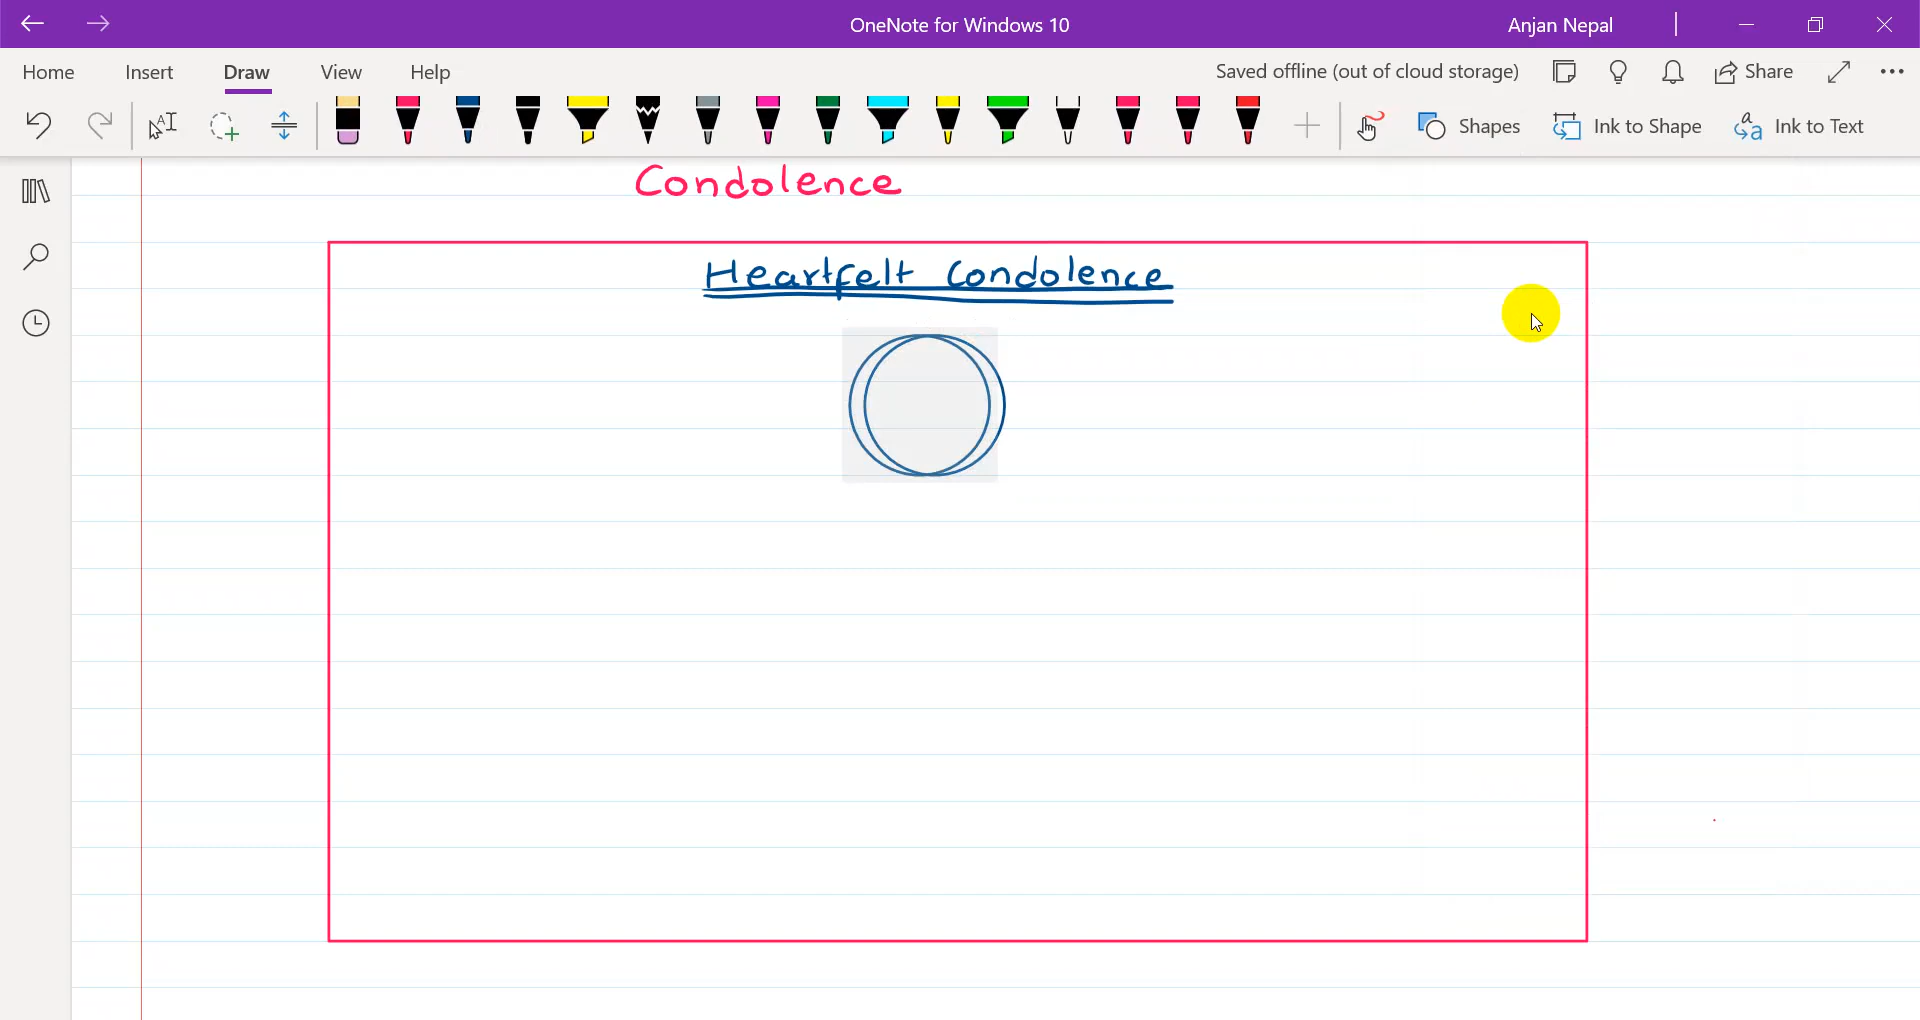 OneNote for Windows 10
Anjan Nepal
Home Insert Draw View Help
Saved offline (out of cloud storage)
Share
Shapes
Ink to Shape
Ink to Text
Condolence
Heartfelt Condolence